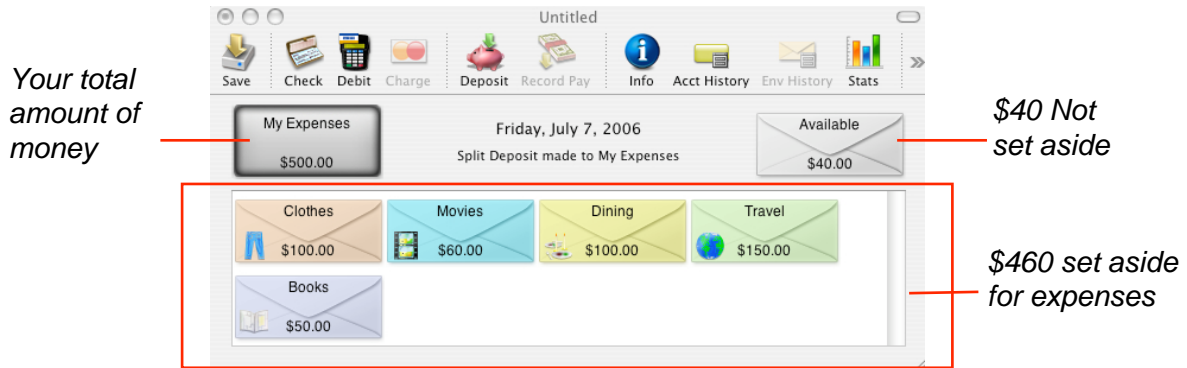 Untitled
Save Check Debit Charge Deposit Record Pay Info Acct History Env History Stats »
Your total
amount of
money
My Expenses
$500.00
Friday, July 7, 2006
Split Deposit made to My Expenses
Available
$40.00
$40 Not
set aside
Clothes
$100.00
Movies
$60.00
Dining
$100.00
Travel
$150.00
Books
$50.00
$460 set aside
for expenses